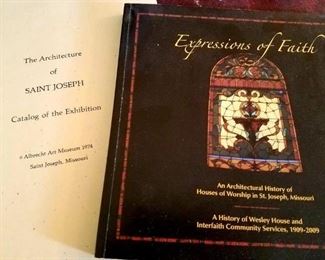 The Architecture
of
SAINT JOSEPH
Catalog of the Exhibition
© Albrecht Art Museum 1974
Saint Joseph, Missouri
Expressions of Faith
An Architectural History of
Houses of Worship in St. Joseph, Missouri
A History of Wesley House and
Interfaith Community Services, 1909-2009